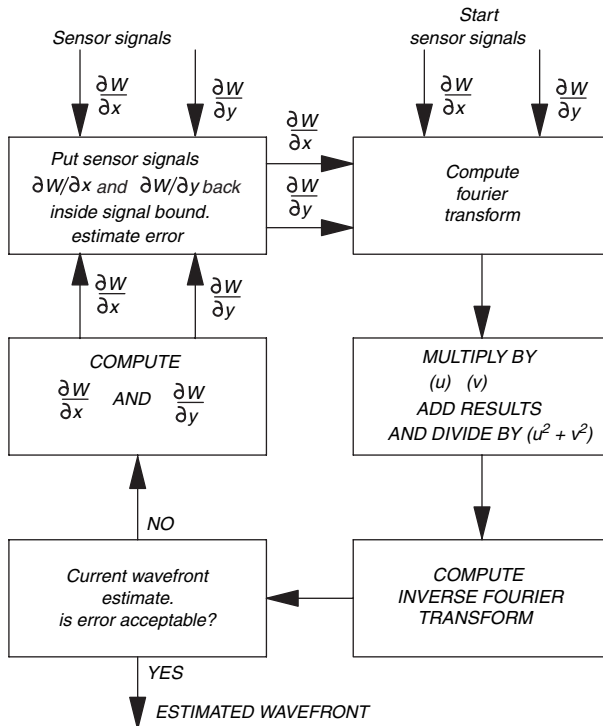 Sensor signals
Start
sensor signals
∂W/∂x
∂W/∂y
∂W/∂x
∂W/∂y
Put sensor signals
∂W/∂x and ∂W/∂y back
inside signal bound.
estimate error
∂W/∂x
∂W/∂y
Compute
fourier
transform
∂W/∂x
∂W/∂y
COMPUTE
∂W/∂x AND ∂W/∂y
MULTIPLY BY
(u) (v)
ADD RESULTS
AND DIVIDE BY (u² + v²)
NO
Current wavefront
estimate.
is error acceptable?
COMPUTE
INVERSE FOURIER
TRANSFORM
YES
ESTIMATED WAVEFRONT